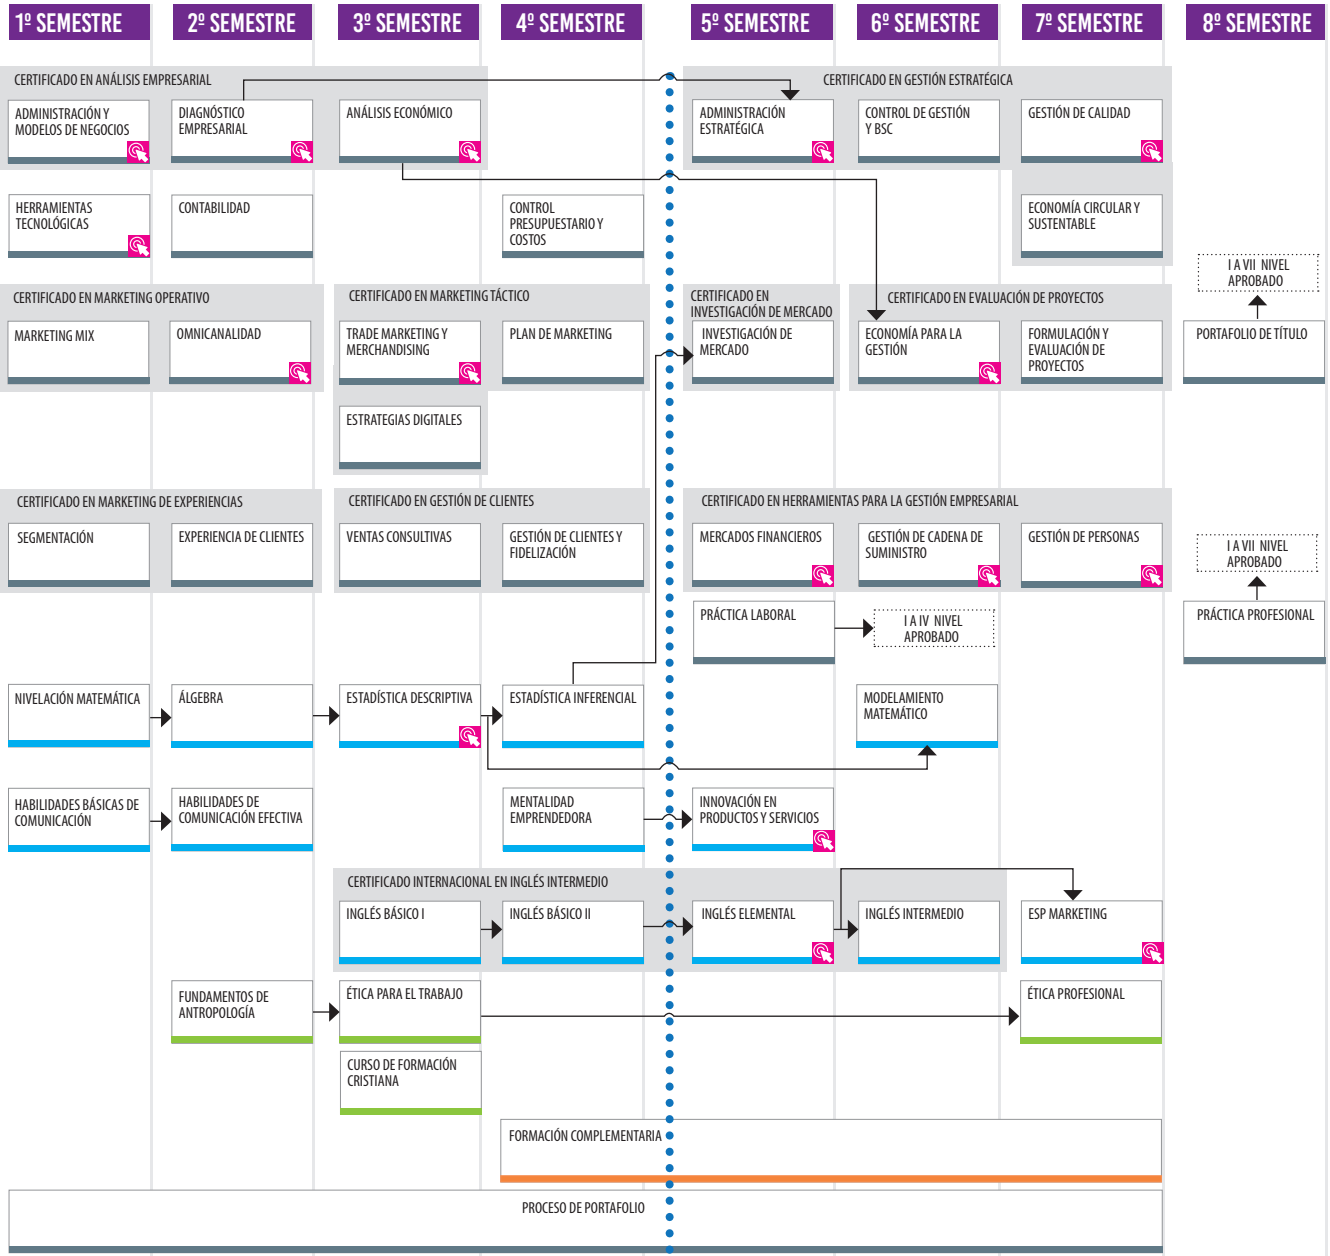 1º SEMESTRE
2º SEMESTRE
3º SEMESTRE
4º SEMESTRE
5º SEMESTRE
6º SEMESTRE
7º SEMESTRE
8º SEMESTRE
CERTIFICADO EN ANÁLISIS EMPRESARIAL
CERTIFICADO EN GESTIÓN ESTRATÉGICA
ADMINISTRACIÓN Y
MODELOS DE NEGOCIOS
DIAGNÓSTICO
EMPRESARIAL
ANÁLISIS ECONÓMICO
ADMINISTRACIÓN
ESTRATÉGICA
CONTROL DE GESTIÓN
Y BSC
GESTIÓN DE CALIDAD
HERRAMIENTAS
TECNOLÓGICAS
CONTABILIDAD
CONTROL
PRESUPUESTARIO Y
COSTOS
ECONOMÍA CIRCULAR Y
SUSTENTABLE
I A VII NIVEL
APROBADO
CERTIFICADO EN MARKETING OPERATIVO
CERTIFICADO EN MARKETING TÁCTICO
CERTIFICADO EN
INVESTIGACIÓN DE MERCADO
CERTIFICADO EN EVALUACIÓN DE PROYECTOS
MARKETING MIX
OMNICANALIDAD
TRADE MARKETING Y
MERCHANDISING
PLAN DE MARKETING
INVESTIGACIÓN DE
MERCADO
ECONOMÍA PARA LA
GESTIÓN
FORMULACIÓN Y
EVALUACIÓN DE
PROYECTOS
PORTAFOLIO DE TÍTULO
ESTRATEGIAS DIGITALES
CERTIFICADO EN MARKETING DE EXPERIENCIAS
CERTIFICADO EN GESTIÓN DE CLIENTES
CERTIFICADO EN HERRAMIENTAS PARA LA GESTIÓN EMPRESARIAL
SEGMENTACIÓN
EXPERIENCIA DE CLIENTES
VENTAS CONSULTIVAS
GESTIÓN DE CLIENTES Y
FIDELIZACIÓN
MERCADOS FINANCIEROS
GESTIÓN DE CADENA DE
SUMINISTRO
GESTIÓN DE PERSONAS
I A VII NIVEL
APROBADO
PRÁCTICA LABORAL
I A IV NIVEL
APROBADO
PRÁCTICA PROFESIONAL
NIVELACIÓN MATEMÁTICA
ÁLGEBRA
ESTADÍSTICA DESCRIPTIVA
ESTADÍSTICA INFERENCIAL
MODELAMIENTO
MATEMÁTICO
HABILIDADES BÁSICAS DE
COMUNICACIÓN
HABILIDADES DE
COMUNICACIÓN EFECTIVA
MENTALIDAD
EMPRENDEDORA
INNOVACIÓN EN
PRODUCTOS Y SERVICIOS
CERTIFICADO INTERNACIONAL EN INGLÉS INTERMEDIO
INGLÉS BÁSICO I
INGLÉS BÁSICO II
INGLÉS ELEMENTAL
INGLÉS INTERMEDIO
ESP MARKETING
FUNDAMENTOS DE
ANTROPOLOGÍA
ÉTICA PARA EL TRABAJO
ÉTICA PROFESIONAL
CURSO DE FORMACIÓN
CRISTIANA
FORMACIÓN COMPLEMENTARIA
PROCESO DE PORTAFOLIO